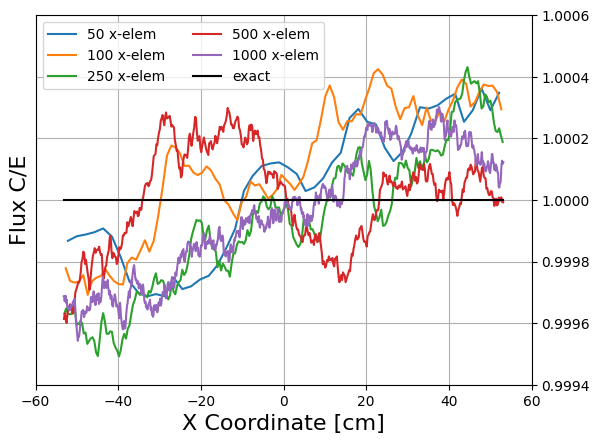 50 x-elem
100 x-elem
250 x-elem
500 x-elem
1000 x-elem
exact
Flux C/E
1.0006
1.0004
1.0002
1.0000
0.9998
0.9996
0.9994
−60
−40
−20
0
20
40
60
X Coordinate [cm]